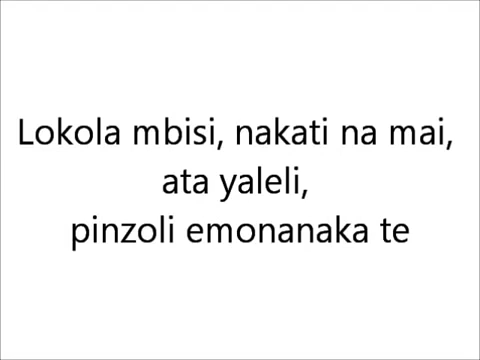 Lokola mbisi, nakati na mai,
ata yaleli,
pinzoli emonanaka te